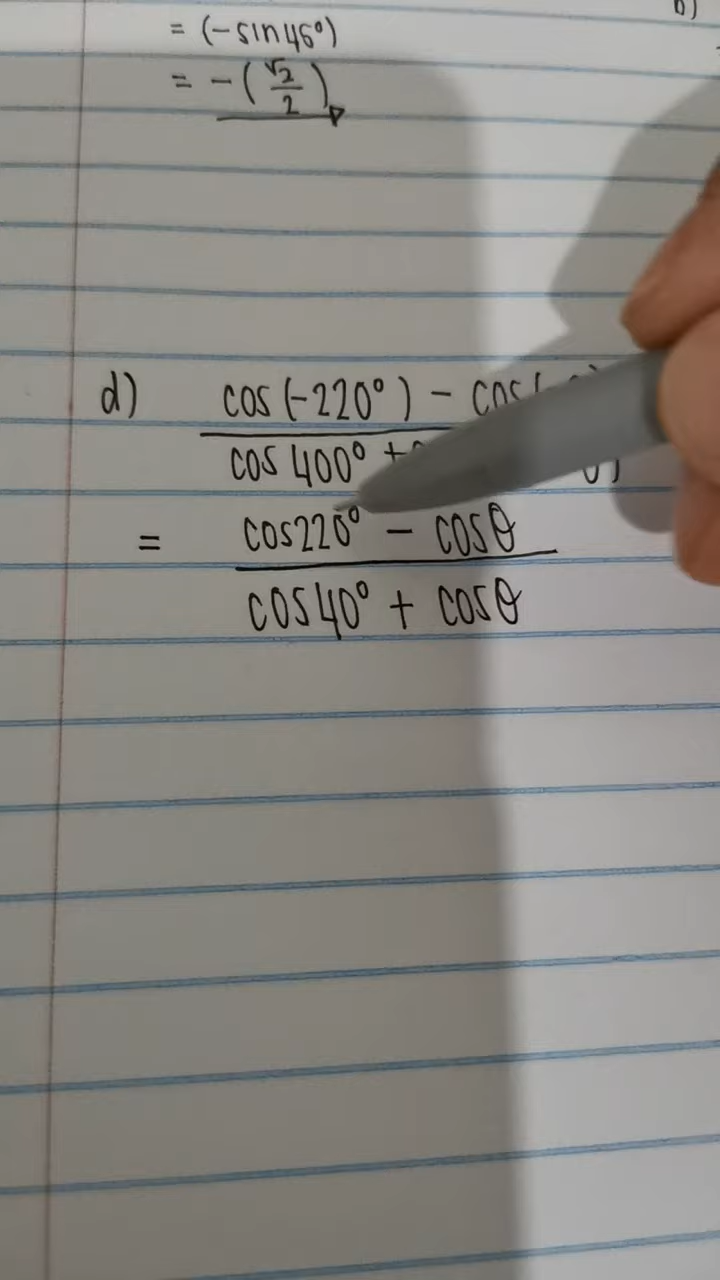 = (-sin45°)
= -(√2/2)
b)
d) cos(-220°) - cos(
cos 400° +
= cos220° - cosθ
cos40° + cosθ